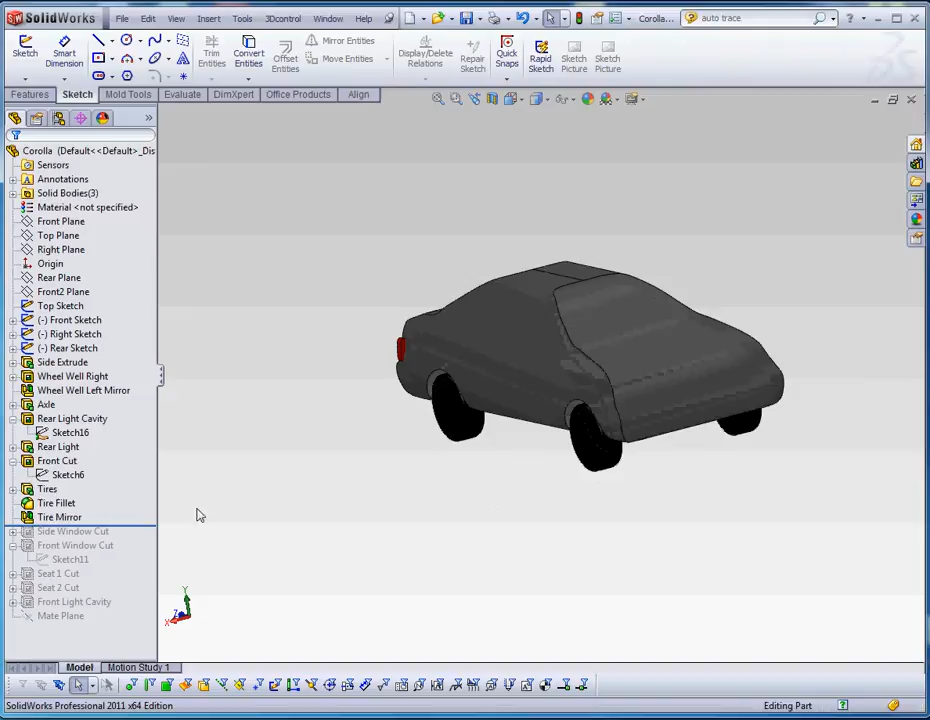 SolidWorks File Edit View Insert Tools 3Dcontrol Window Help Corolla... auto trace
Sketch Smart Dimension Trim Entities Convert Entities Offset Entities Mirror Entities Move Entities Display/Delete Relations Repair Sketch Quick Snaps Rapid Sketch Sketch Picture Sketch Picture
Features Sketch Mold Tools Evaluate DimXpert Office Products Align
Corolla (Default<<Default>_Dis
Sensors
Annotations
Solid Bodies(3)
Material <not specified>
Front Plane
Top Plane
Right Plane
Origin
Rear Plane
Front2 Plane
Top Sketch
(-) Front Sketch
(-) Right Sketch
(-) Rear Sketch
Side Extrude
Wheel Well Right
Wheel Well Left Mirror
Axle
Rear Light Cavity
Sketch16
Rear Light
Front Cut
Sketch6
Tires
Tire Fillet
Tire Mirror
Side Window Cut
Front Window Cut
Sketch11
Seat 1 Cut
Seat 2 Cut
Front Light Cavity
Mate Plane
Y
Z
X
Model Motion Study 1
SolidWorks Professional 2011 x64 Edition Editing Part